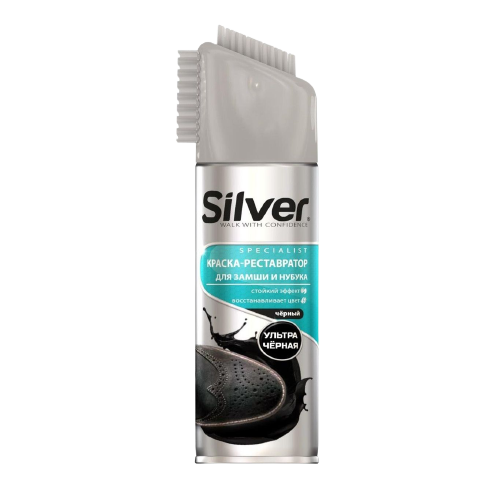 Silver®
WALK WITH CONFIDENCE
SPECIALIST
КРАСКА-РЕСТАВРАТОР
ДЛЯ ЗАМШИ И НУБУКА
стойкий эффект
восстанавливает цвет
чёрный
УЛЬТРА
ЧЁРНАЯ